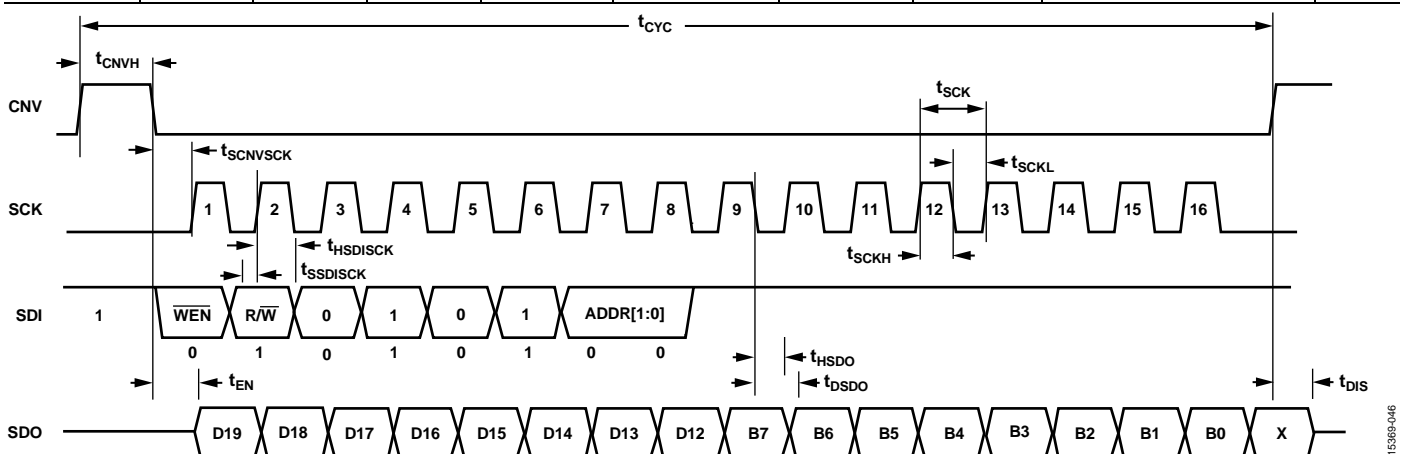 tCYC
tCNVH
CNV
tSCK
tSCNVSCK
tSCKL
SCK 1 2 3 4 5 6 7 8 9 10 11 12 13 14 15 16
tHSDISCK
tSCKH
tSSDISCK
SDI 1 WEN R/W 0 1 0 1 ADDR[1:0]
0 1 0 1 0 1 0 0
tHSDO
tEN tDSDO tDIS
SDO D19 D18 D17 D16 D15 D14 D13 D12 B7 B6 B5 B4 B3 B2 B1 B0 X
15369-046